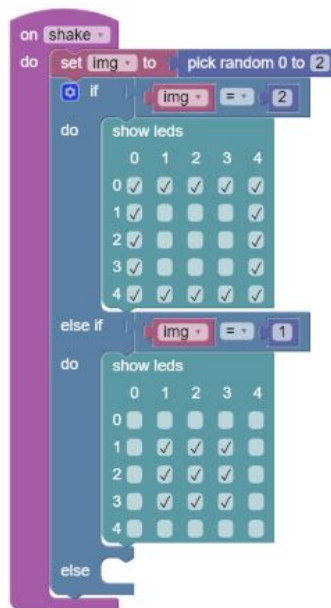 on shake
do set img to pick random 0 to 2
if img = 2
do show leds
0 1 2 3 4
0
1
2
3
4
else if img = 1
do show leds
0 1 2 3 4
0
1
2
3
4
else